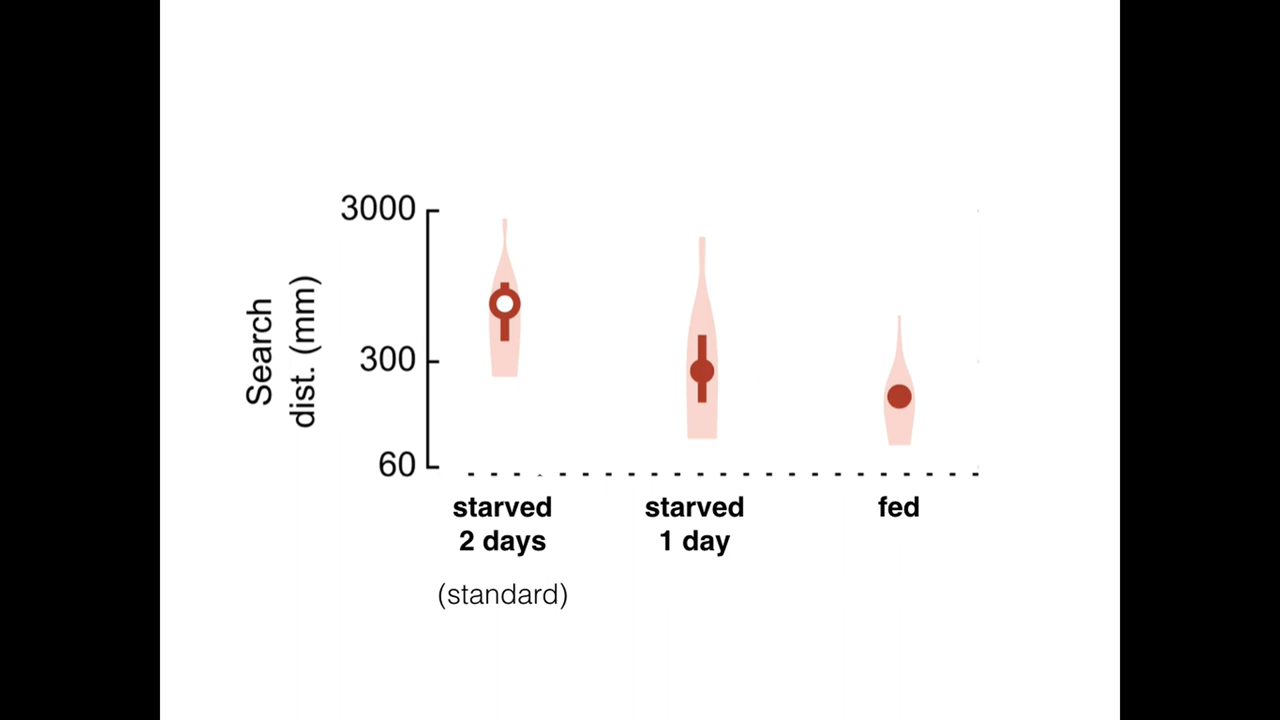 3000
300
60
Search
dist. (mm)
starved
2 days
(standard)
starved
1 day
fed